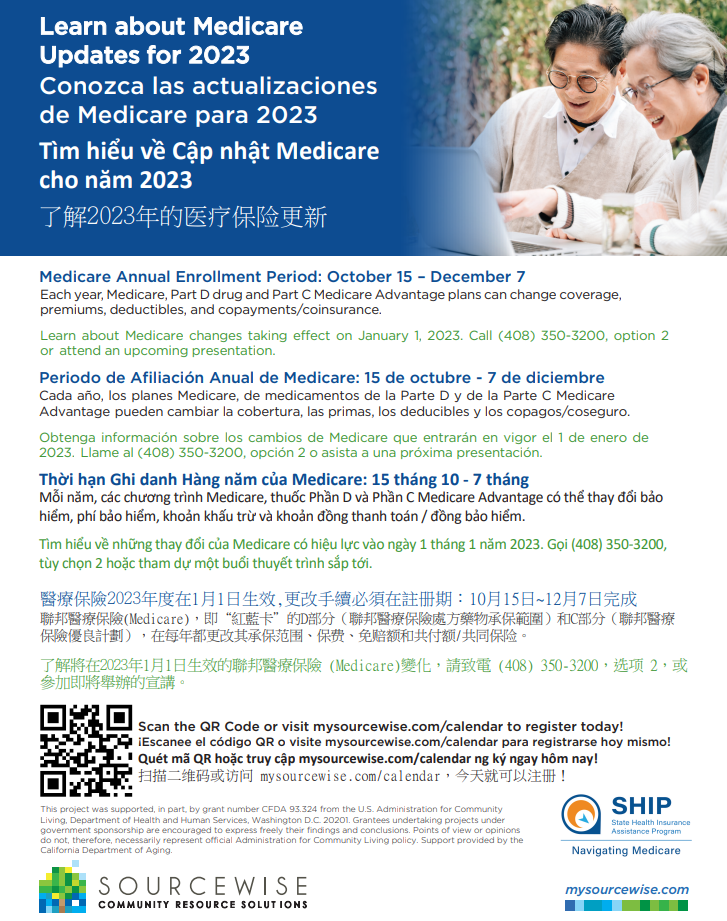 Learn about Medicare
Updates for 2023
Conozca las actualizaciones
de Medicare para 2023
Tìm hiểu về Cập nhật Medicare
cho năm 2023
了解2023年的医疗保险更新
Medicare Annual Enrollment Period: October 15 – December 7
Each year, Medicare, Part D drug and Part C Medicare Advantage plans can change coverage,
premiums, deductibles, and copayments/coinsurance.
Learn about Medicare changes taking effect on January 1, 2023. Call (408) 350-3200, option 2
or attend an upcoming presentation.
Periodo de Afiliación Anual de Medicare: 15 de octubre - 7 de diciembre
Cada año, los planes Medicare, de medicamentos de la Parte D y de la Parte C Medicare
Advantage pueden cambiar la cobertura, las primas, los deducibles y los copagos/coseguro.
Obtenga información sobre los cambios de Medicare que entrarán en vigor el 1 de enero de
2023. Llame al (408) 350-3200, opción 2 o asista a una próxima presentación.
Thời hạn Ghi danh Hàng năm của Medicare: 15 tháng 10 - 7 tháng
Mỗi năm, các chương trình Medicare, thuốc Phần D và Phần C Medicare Advantage có thể thay đổi bảo
hiểm, phí bảo hiểm, khoản khấu trừ và khoản đồng thanh toán / đồng bảo hiểm.
Tìm hiểu về những thay đổi của Medicare có hiệu lực vào ngày 1 tháng 1 năm 2023. Gọi (408) 350-3200,
tùy chọn 2 hoặc tham dự một buổi thuyết trình sắp tới.
醫療保險2023年度在1月1日生效,更改手續必須在註冊期：10月15日~12月7日完成
聯邦醫療保險(Medicare)，即“紅藍卡”的D部分（聯邦醫療保險處方藥物承保範圍）和C部分（聯邦醫療
保險優良計劃），在每年都更改其承保范围、保费、免赔额和共付额/共同保险。
了解將在2023年1月1日生效的聯邦醫療保險 (Medicare)變化，請致電 (408) 350-3200，选项 2，或
參加即將舉辦的宣講。
Scan the QR Code or visit mysourcewise.com/calendar to register today!
¡Escanee el código QR o visite mysourcewise.com/calendar para registrarse hoy mismo!
Quét mã QR hoặc truy cập mysourcewise.com/calendar ng ký ngay hôm nay!
扫描二维码或访问 mysourcewise.com/calendar，今天就可以注册！
This project was supported, in part, by grant number CFDA 93.324 from the U.S. Administration for Community
Living, Department of Health and Human Services, Washington D.C. 20201. Grantees undertaking projects under
government sponsorship are encouraged to express freely their findings and conclusions. Points of view or opinions
do not, therefore, necessarily represent official Administration for Community Living policy. Support provided by the
California Department of Aging.
SHIP
State Health Insurance
Assistance Program
Navigating Medicare
SOURCEWISE
COMMUNITY RESOURCE SOLUTIONS
mysourcewise.com